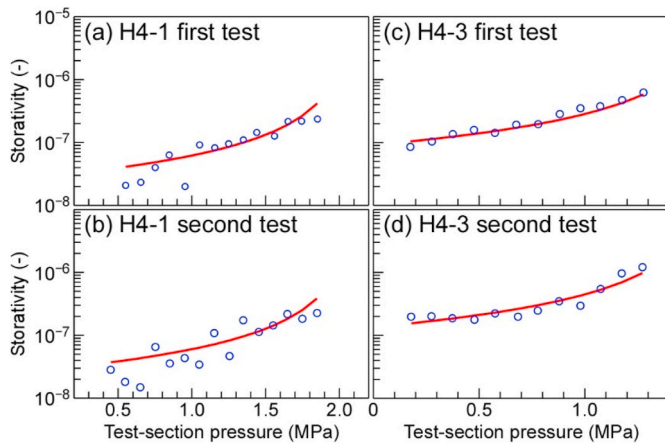 (a) H4-1 first test
(c) H4-3 first test
Storativity (-)
10⁻⁵
10⁻⁶
10⁻⁷
10⁻⁸
(b) H4-1 second test
(d) H4-3 second test
Storativity (-)
10⁻⁶
10⁻⁷
10⁻⁸
0.5 1.0 1.5 2.0 0 0.5 1.0
Test-section pressure (MPa) Test-section pressure (MPa)